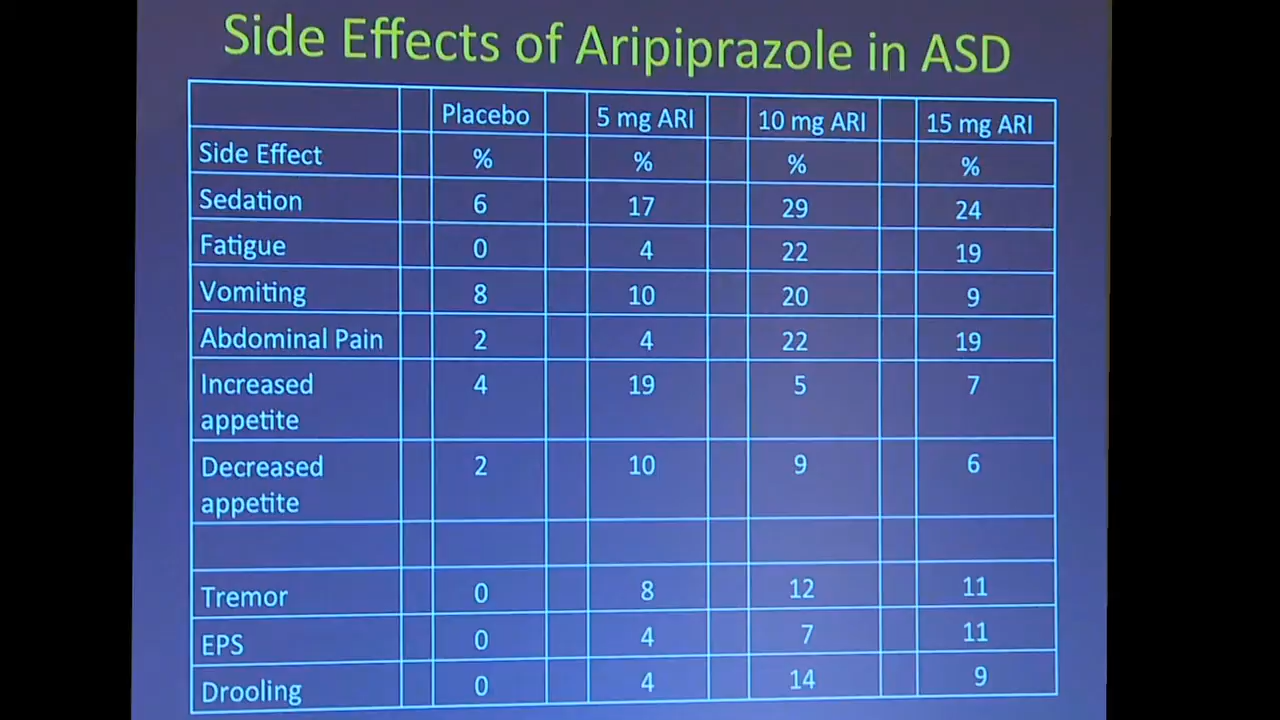 Side Effects of Aripiprazole in ASD
Placebo 5 mg ARI 10 mg ARI 15 mg ARI
Side Effect % % % %
Sedation 6 17 29 24
Fatigue 0 4 22 19
Vomiting 8 10 20 9
Abdominal Pain 2 4 22 19
Increased appetite 4 19 5 7
Decreased appetite 2 10 9 6
Tremor 0 8 12 11
EPS 0 4 7 11
Drooling 0 4 14 9